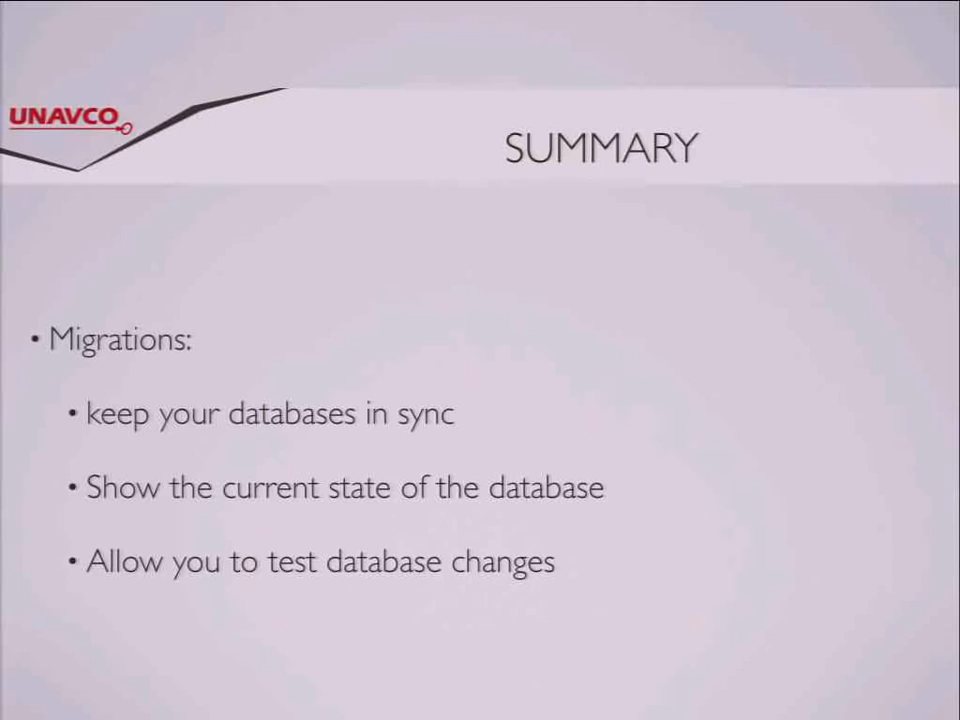 UNAVCO
SUMMARY
• Migrations:
• keep your databases in sync
• Show the current state of the database
• Allow you to test database changes